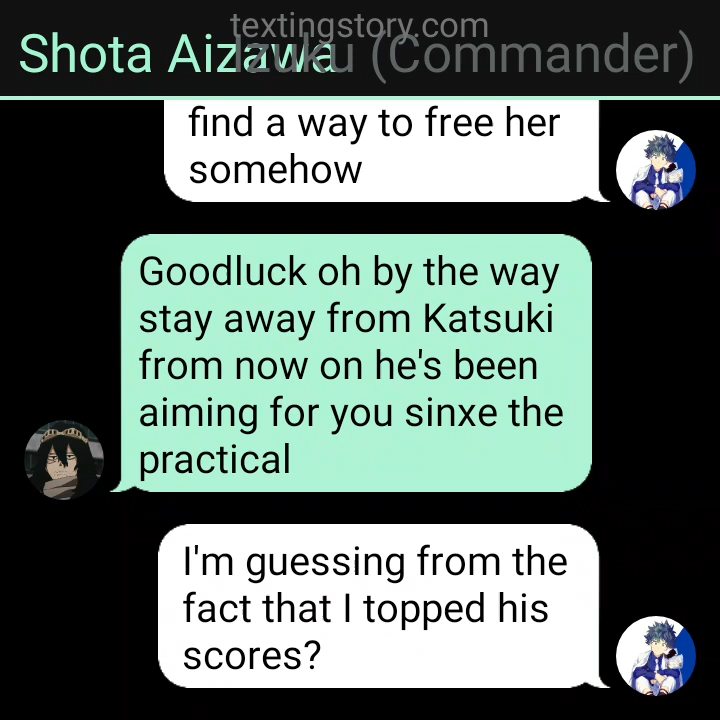 textingstory.com
Shota Aizawa
Izuku (Commander)
find a way to free her
somehow
Goodluck oh by the way
stay away from Katsuki
from now on he's been
aiming for you sinxe the
practical
I'm guessing from the
fact that I topped his
scores?